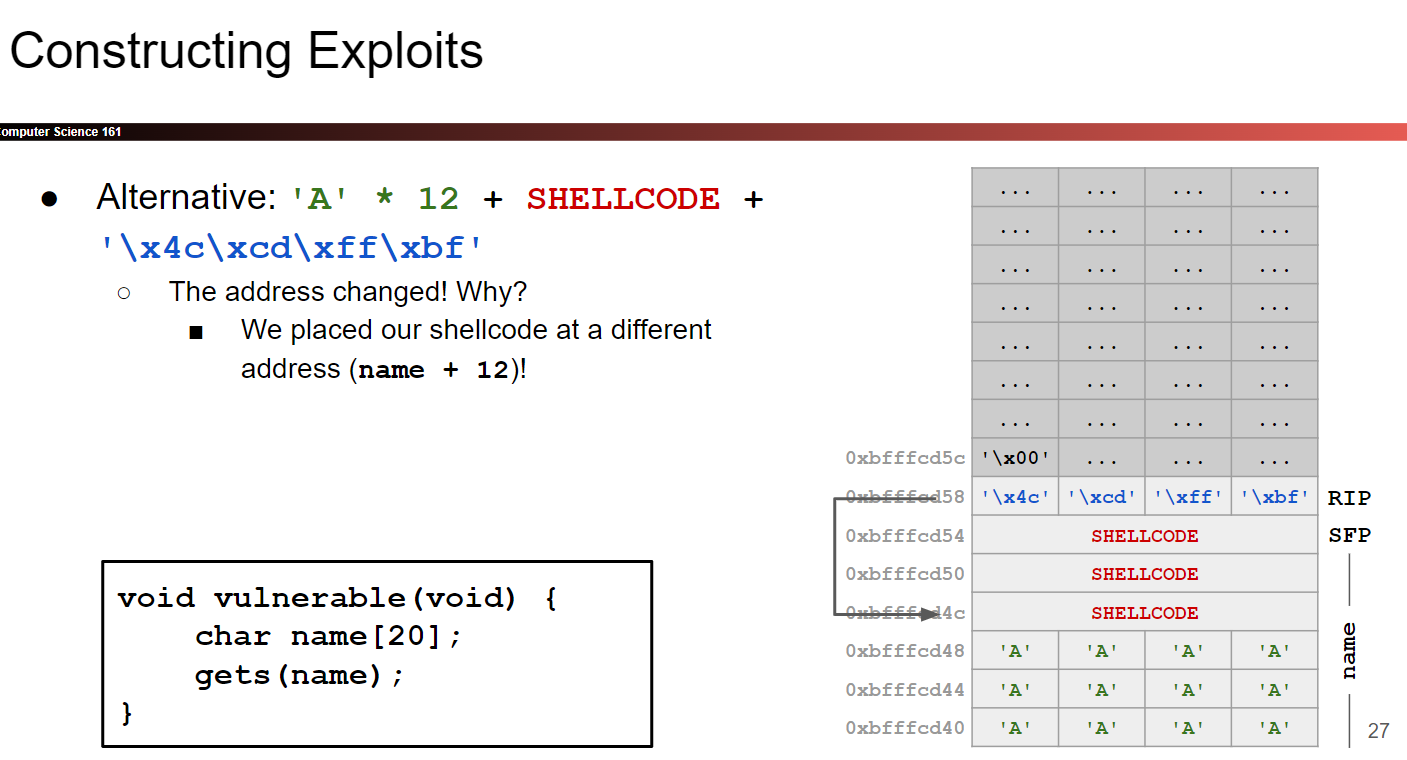 Constructing Exploits
omputer Science 161
● Alternative: 'A' * 12 + SHELLCODE +
'\x4c\xcd\xff\xbf'
○ The address changed! Why?
■ We placed our shellcode at a different
address (name + 12)!
void vulnerable(void) {
char name[20];
gets(name);
}
... ... ... ...
... ... ... ...
... ... ... ...
... ... ... ...
... ... ... ...
... ... ... ...
... ... ... ...
0xbfffcd5c '\x00' ... ... ...
0xbfffcd58 '\x4c' '\xcd' '\xff' '\xbf' RIP
0xbfffcd54 SHELLCODE SFP
0xbfffcd50 SHELLCODE
0xbfffcd4c SHELLCODE
0xbfffcd48 'A' 'A' 'A' 'A'
0xbfffcd44 'A' 'A' 'A' 'A'
0xbfffcd40 'A' 'A' 'A' 'A'
name
27